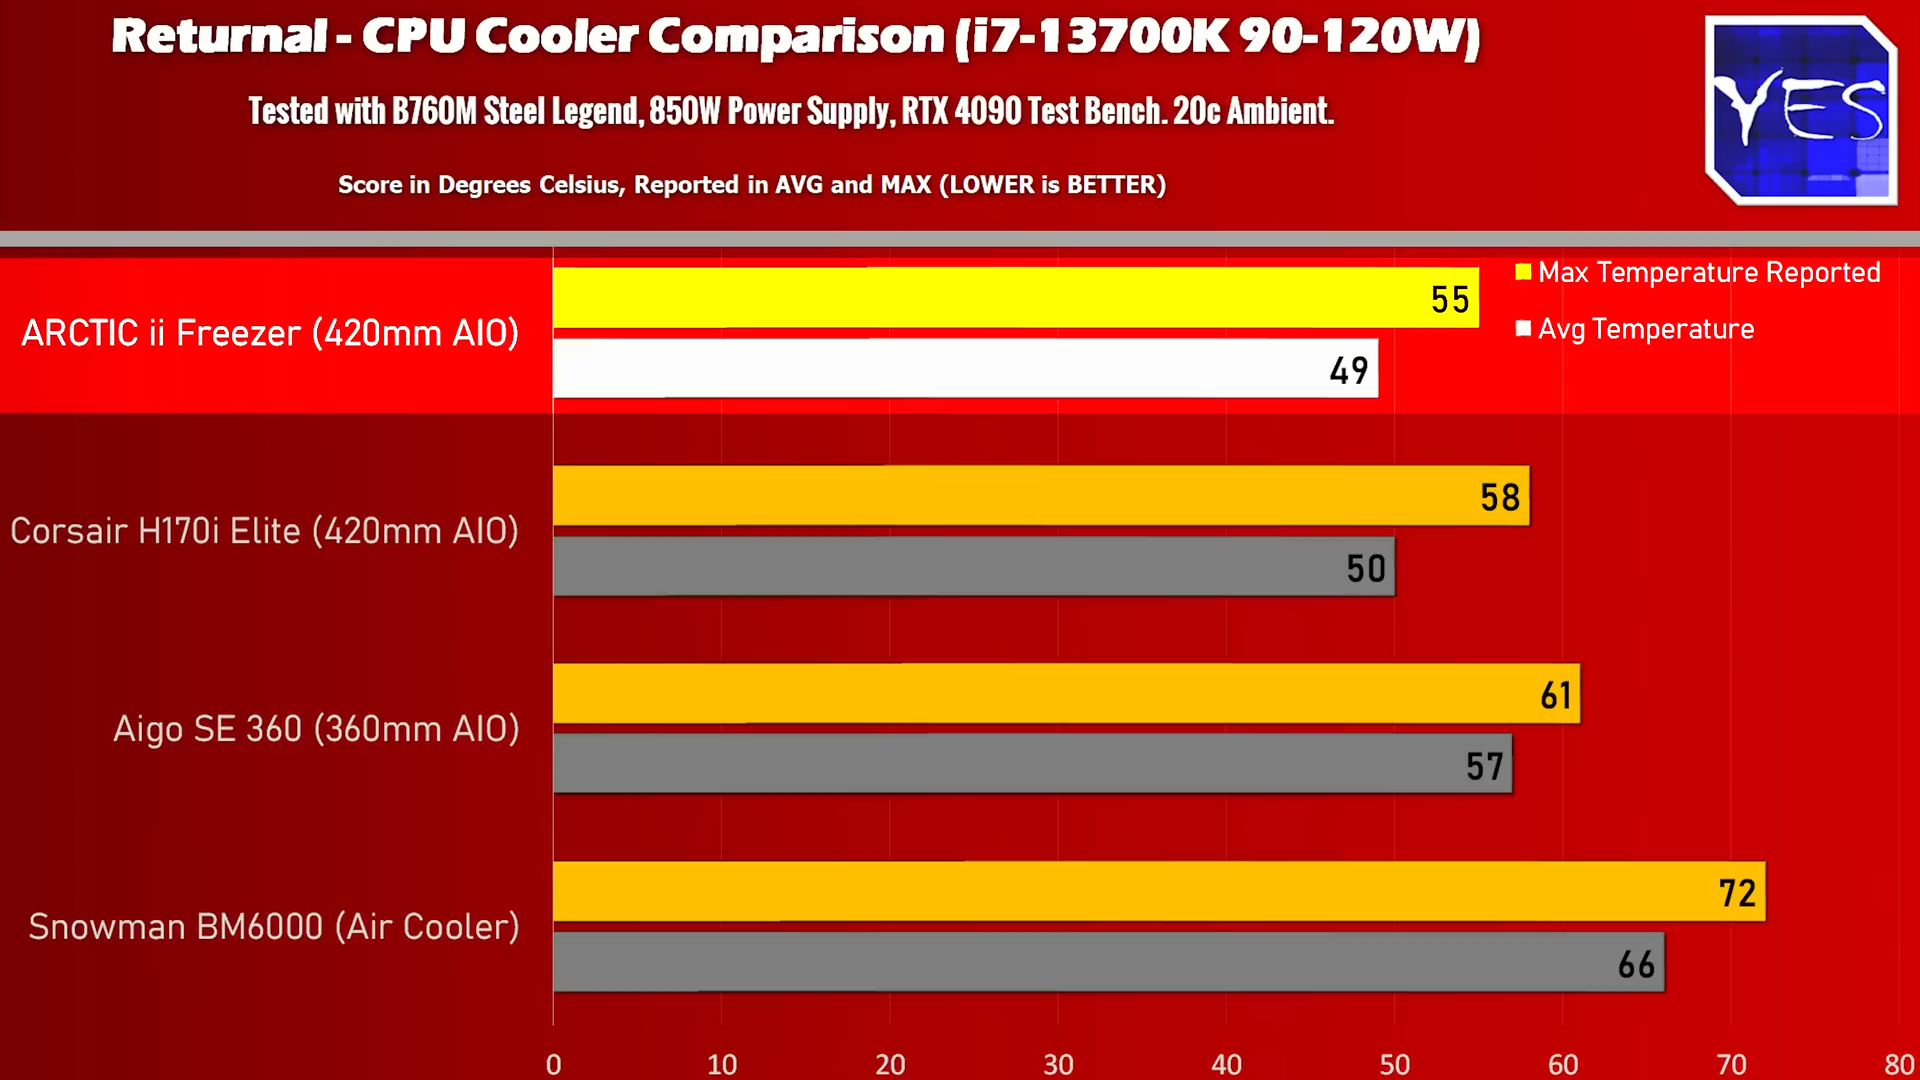 Returnal - CPU Cooler Comparison (i7-13700K 90-120W)
Tested with B760M Steel Legend, 850W Power Supply, RTX 4090 Test Bench. 20c Ambient.
Score in Degrees Celsius, Reported in AVG and MAX (LOWER is BETTER)
YES
Max Temperature Reported
Avg Temperature
ARCTIC ii Freezer (420mm AIO)
55
49
Corsair H170i Elite (420mm AIO)
58
50
Aigo SE 360 (360mm AIO)
61
57
Snowman BM6000 (Air Cooler)
72
66
0 10 20 30 40 50 60 70 80